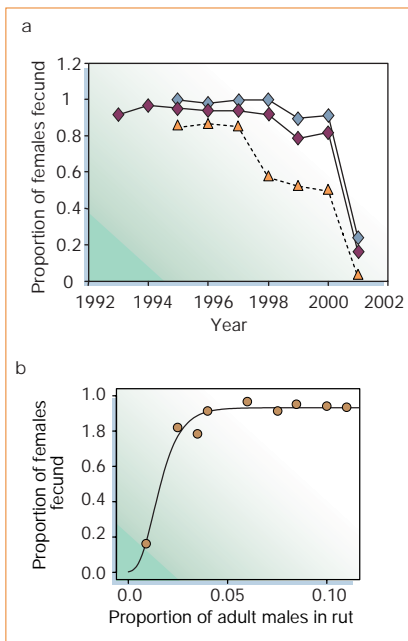 a
Proportion of females fecund
1.2
1
0.8
0.6
0.4
0.2
0
1992 1994 1996 1998 2000 2002
Year
b
Proportion of females
fecund
1.0
1.8
0.6
0.4
0.2
0.0
0.0 0.05 0.10
Proportion of adult males in rut